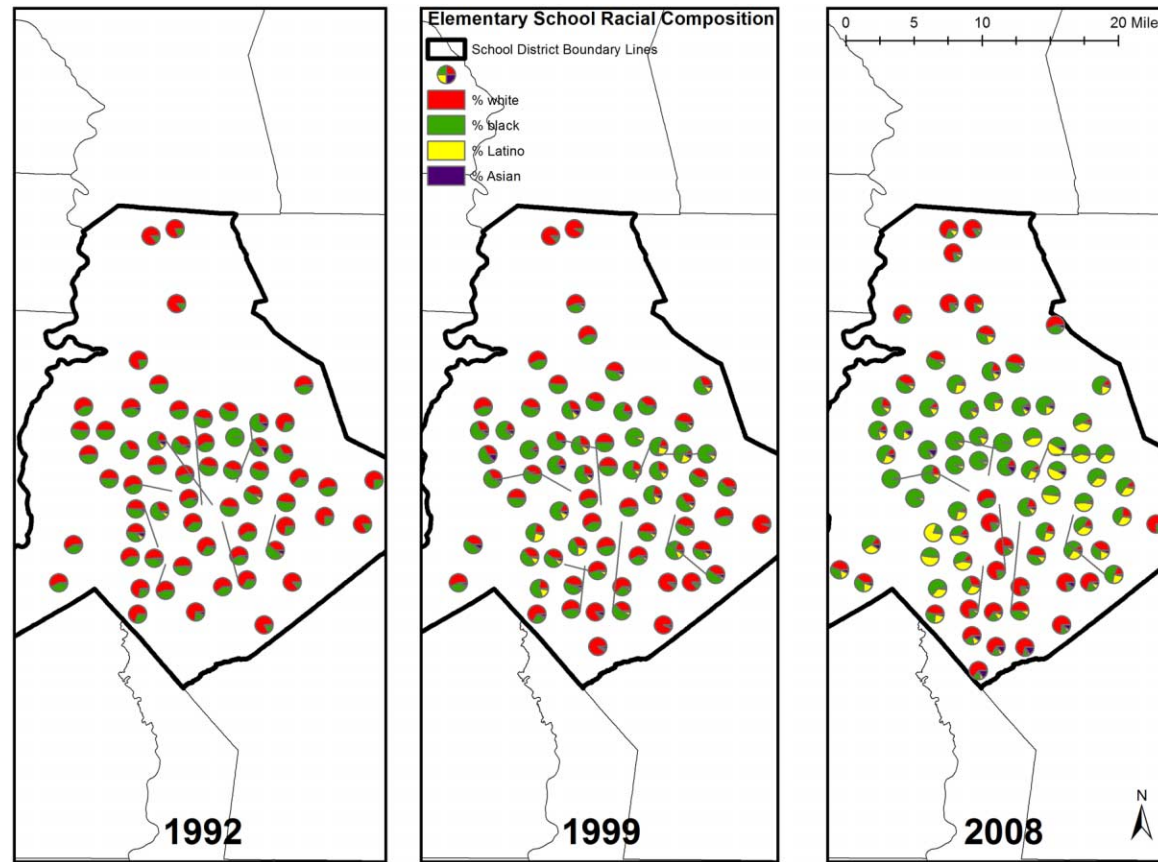 Elementary School Racial Composition
School District Boundary Lines
% white
% black
% Latino
% Asian
0 5 10 20 Mile
1992
1999
2008
N